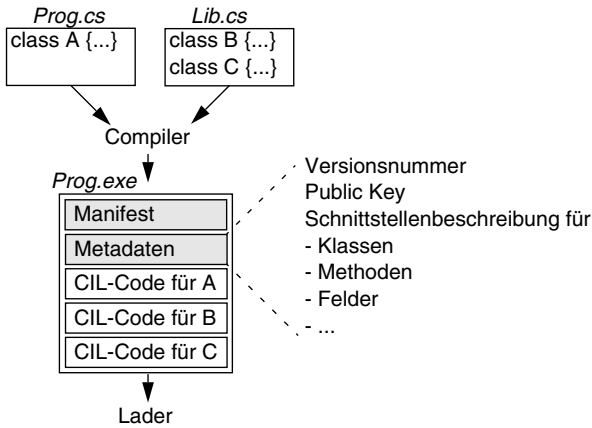 Prog.cs
Lib.cs
class A {...}
class B {...}
class C {...}
Compiler
Prog.exe
Manifest
Metadaten
CIL-Code für A
CIL-Code für B
CIL-Code für C
Lader
Versionsnummer
Public Key
Schnittstellenbeschreibung für
- Klassen
- Methoden
- Felder
- ...